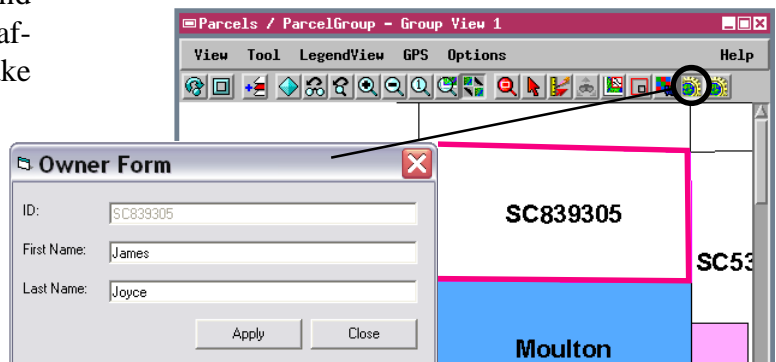 nd
af-
ke
Parcels / ParcelGroup - Group View 1
View Tool LegendView GPS Options Help
Owner Form
ID: SC839305
First Name: James
Last Name: Joyce
Apply Close
SC839305
SC53
Moulton